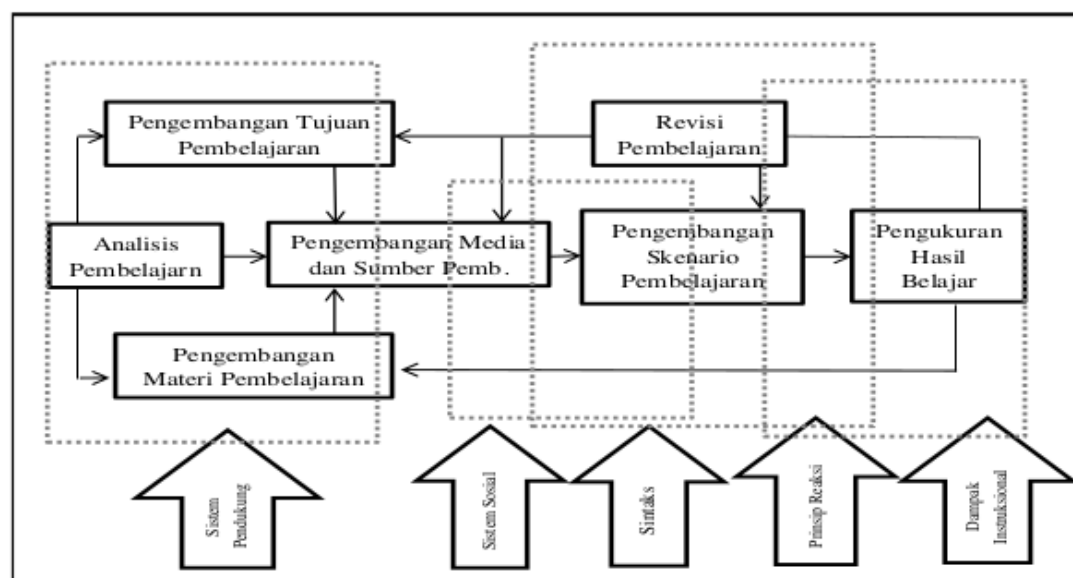 Pengembangan Tujuan
Pembelajaran
Revisi
Pembelajaran
Analisis
Pembelajarn
Pengembangan Media
dan Sumber Pemb.
Pengembangan
Skenario
Pembelajaran
Pengukuran
Hasil
Belajar
Pengembangan
Materi Pembelajaran
Sistem
Pendukung
Sistem Sosial
Sintaks
Prinsip Reaksi
Dampak
Instruksional